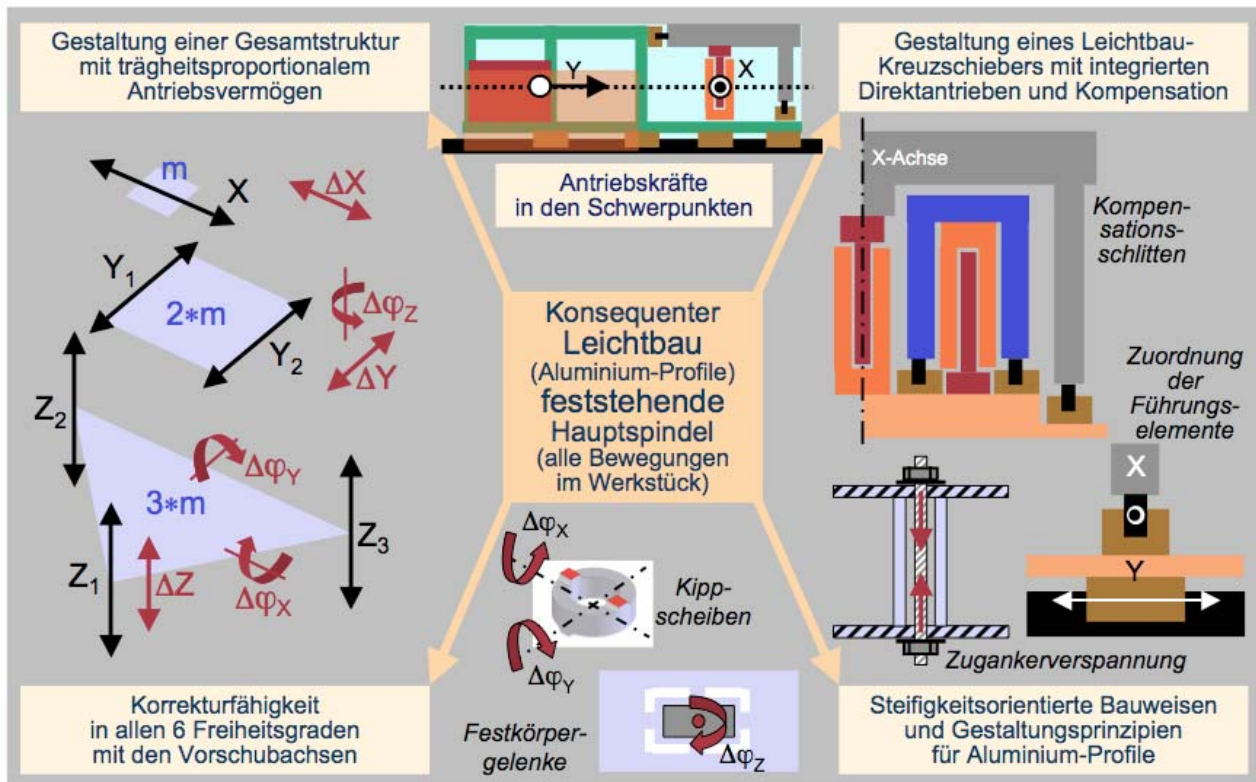 Gestaltung einer Gesamtstruktur
mit trägheitsproportionalem
Antriebsvermögen
Y
X
Antriebskräfte
in den Schwerpunkten
Gestaltung eines Leichtbau-
Kreuzschiebers mit integrierten
Direktantrieben und Kompensation
m
X
ΔX
Y₁
2*m
Y₂
Δφ_Z
ΔY
Z₂
Δφ_Y
3*m
Z₁
ΔZ
Δφ_X
Z₃
Konsequenter
Leichtbau
(Aluminium-Profile)
feststehende
Hauptspindel
(alle Bewegungen
im Werkstück)
X-Achse
Kompen-
sations-
schlitten
Zuordnung
der
Führungs-
elemente
X
Y
Zugankerverspannung
Δφ_X
Kipp-
scheiben
Δφ_Y
Festkörper-
gelenke
Δφ_Z
Korrekturfähigkeit
in allen 6 Freiheitsgraden
mit den Vorschubachsen
Steifigkeitsorientierte Bauweisen
und Gestaltungsprinzipien
für Aluminium-Profile